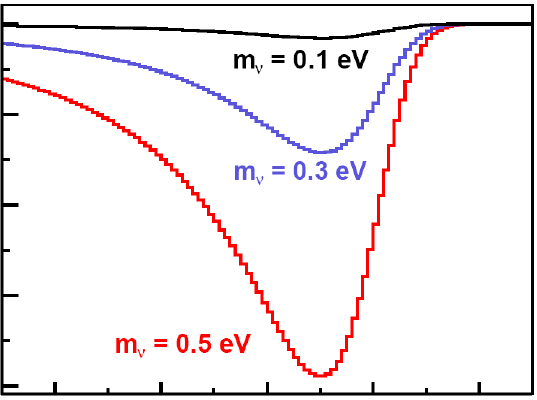 mν = 0.1 eV
mν = 0.3 eV
mν = 0.5 eV